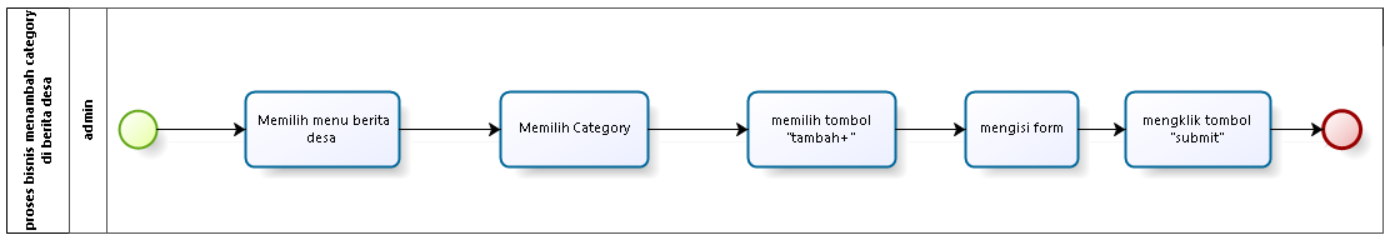 proses bisnis menambah category
di berita desa
admin
Memilih menu berita
desa
Memilih Category
memilih tombol
"tambah+"
mengisi form
mengklik tombol
"submit"